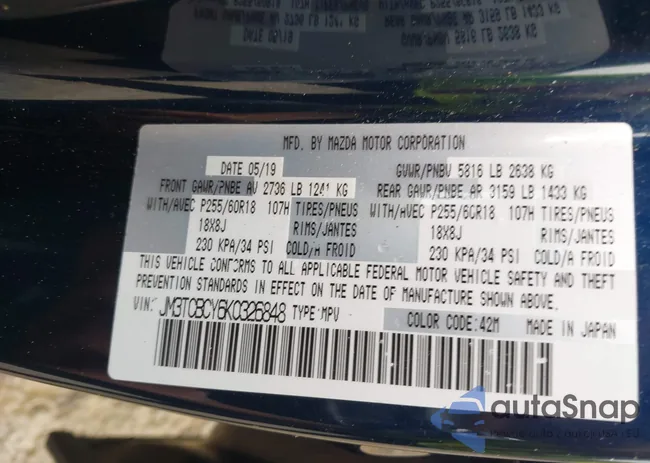 MFD. BY MAZDA MOTOR CORPORATION
DATE 05/19 GVWR/PNBV 5816 LB 2638 KG
FRONT GAWR/PNBE AV 2736 LB 1241 KG REAR GAWR/PNBE AR 3159 LB 1433 KG
WITH/AVEC P255/60R18 107H TIRES/PNEUS WITH/AVEC P255/60R18 107H TIRES/PNEUS
18X8J RIMS/JANTES 18X8J RIMS/JANTES
230 KPA/34 PSI COLD/A FROID 230 KPA/34 PSI COLD/A FROID
THIS VEHICLE CONFORMS TO ALL APPLICABLE FEDERAL MOTOR VEHICLE SAFETY AND THEFT
PREVENTION STANDARDS IN EFFECT ON THE DATE OF MANUFACTURE SHOWN ABOVE.
VIN: JM3TCBCY6K0326848 TYPE:MPV COLOR CODE:42M MADE IN JAPAN
autoSnap